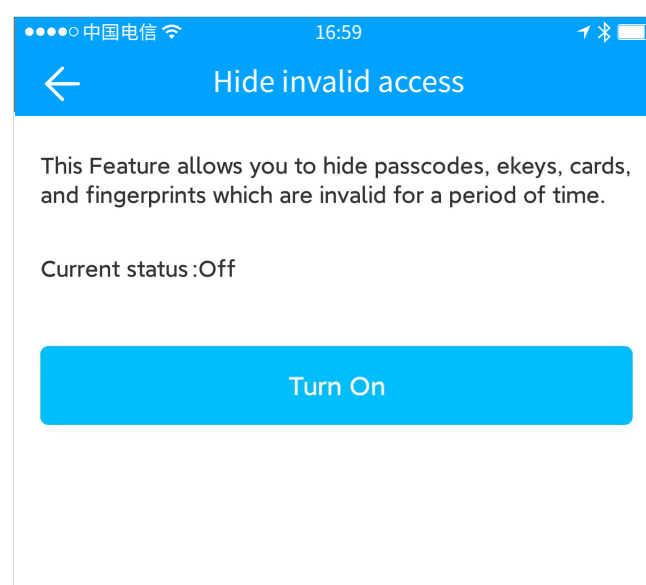 中国电信 16:59
Hide invalid access
This Feature allows you to hide passcodes, ekeys, cards,
and fingerprints which are invalid for a period of time.
Current status :Off
Turn On